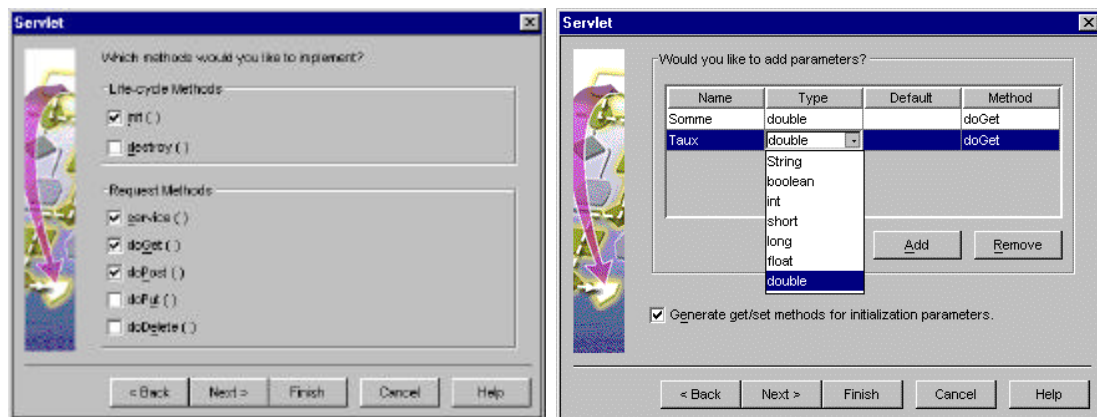 Servlet
Which methods would you like to implement?
Life-cycle Methods
init ( )
destroy ( )
Request Methods
service ( )
doGet ( )
doPost ( )
doPut ( )
doDelete ( )
< Back Next > Finish Cancel Help
Servlet
Would you like to add parameters?
Name Type Default Method
Somme double doGet
Taux double doGet
String
boolean
int
short
long
float
double
Add Remove
Generate get/set methods for initialization parameters.
< Back Next > Finish Cancel Help